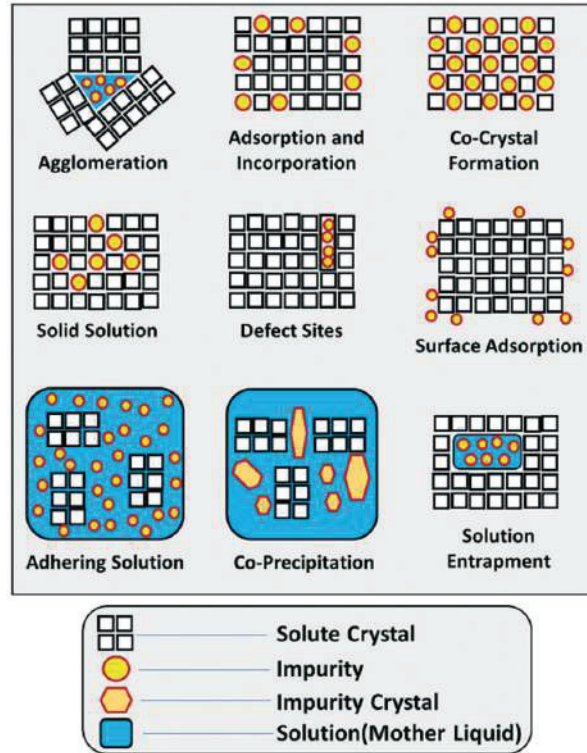 Agglomeration
Adsorption and
Incorporation
Co-Crystal
Formation
Solid Solution
Defect Sites
Surface Adsorption
Adhering Solution
Co-Precipitation
Solution
Entrapment
Solute Crystal
Impurity
Impurity Crystal
Solution(Mother Liquid)